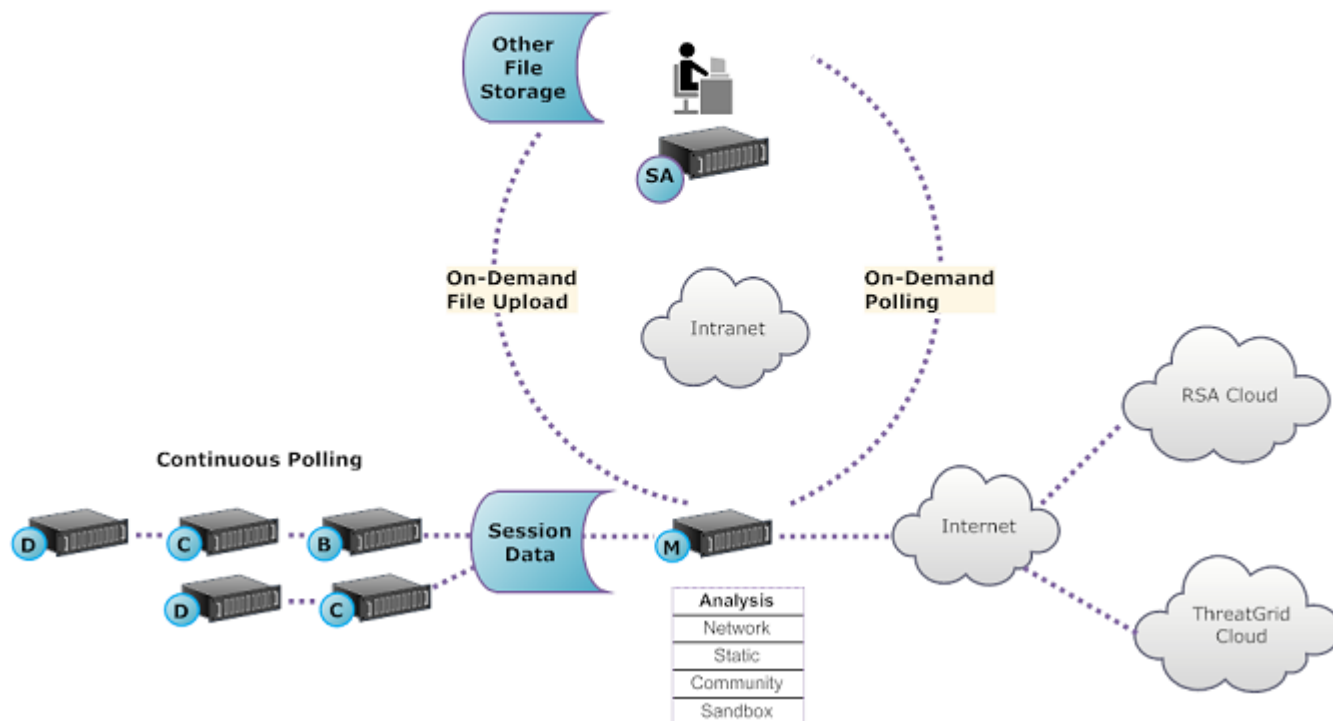 Other
File
Storage
SA
On-Demand
File Upload
On-Demand
Polling
Intranet
RSA Cloud
Continuous Polling
D
C
B
Session
Data
M
Internet
D
C
ThreatGrid
Cloud
Analysis
Network
Static
Community
Sandbox